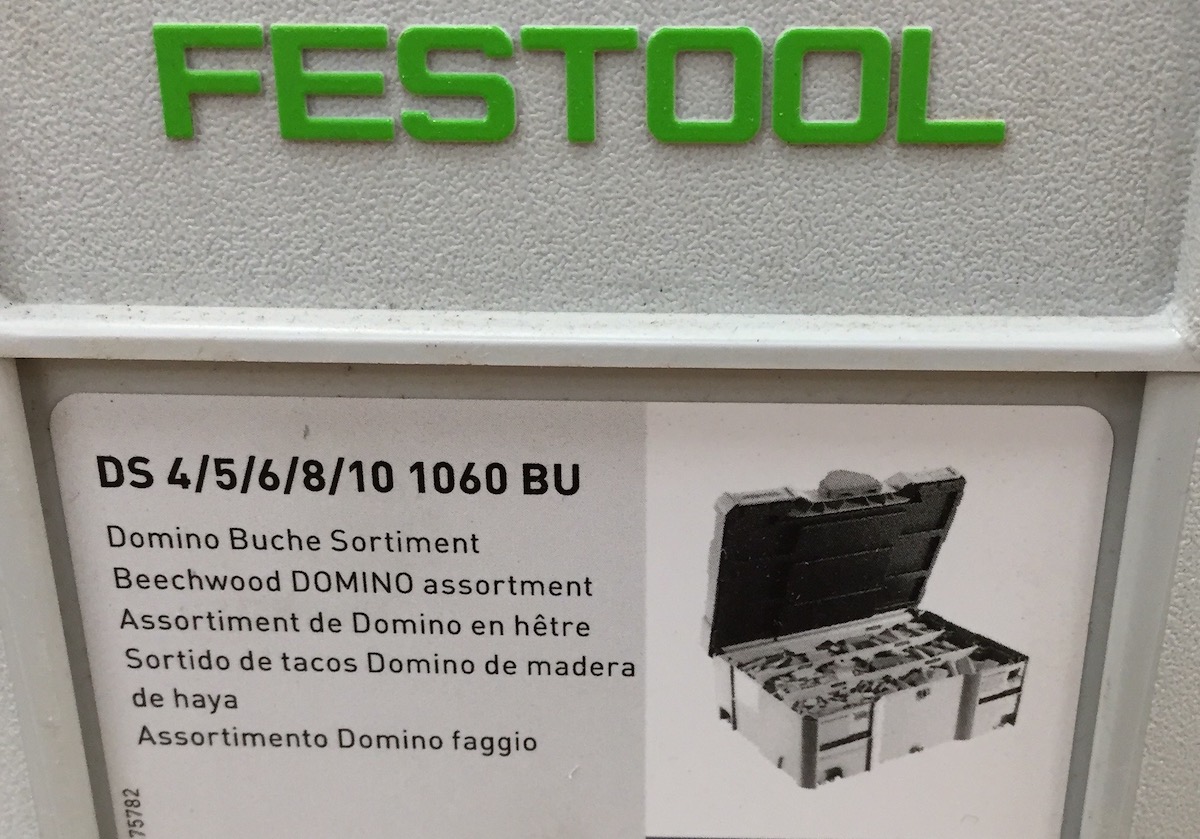 FESTOOL
DS 4/5/6/8/10 1060 BU
Domino Buche Sortiment
Beechwood DOMINO assortment
Assortiment de Domino en hêtre
Sortido de tacos Domino de madera
de haya
Assortimento Domino faggio
75782